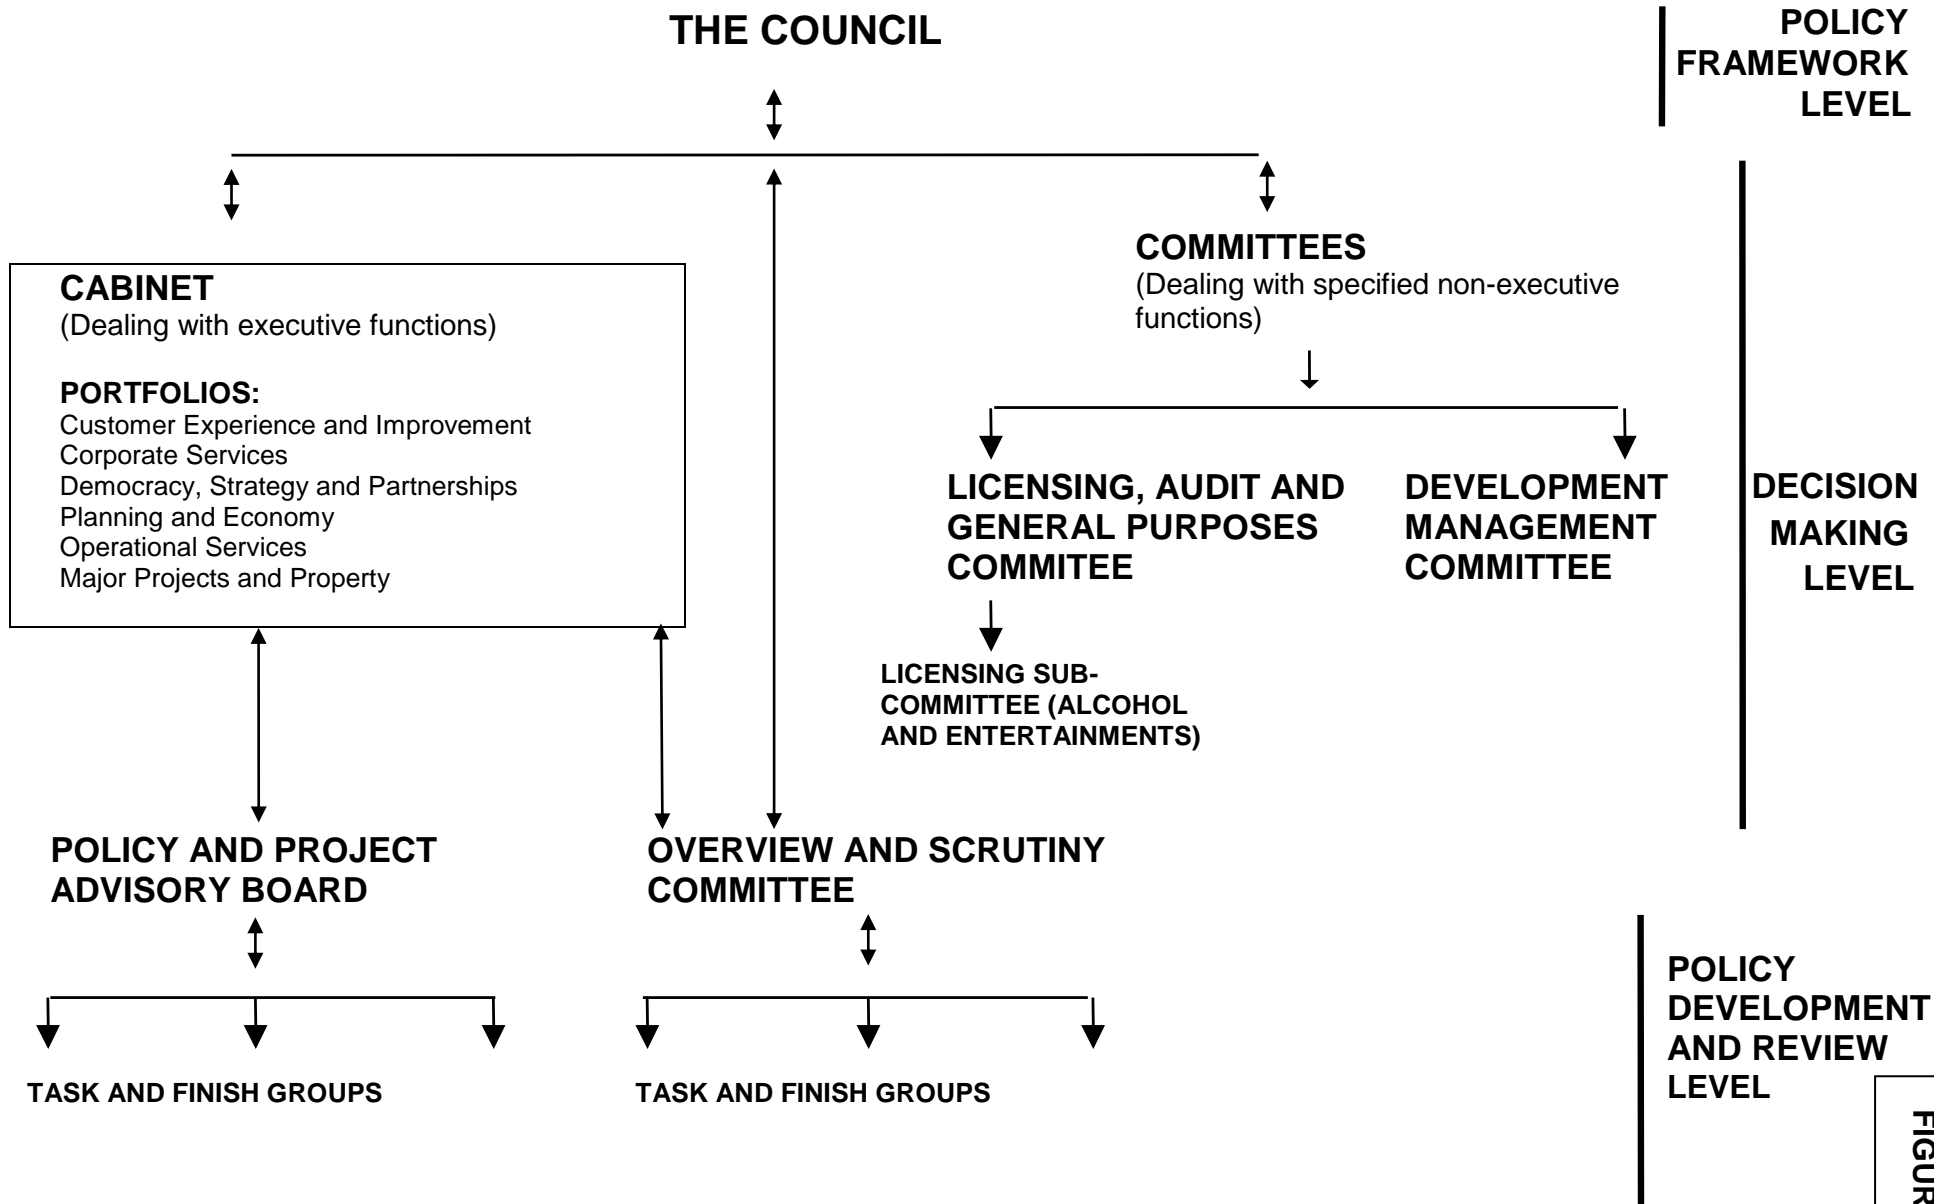 THE COUNCIL
POLICY
FRAMEWORK
LEVEL
CABINET
(Dealing with executive functions)
PORTFOLIOS:
Customer Experience and Improvement
Corporate Services
Democracy, Strategy and Partnerships
Planning and Economy
Operational Services
Major Projects and Property
COMMITTEES
(Dealing with specified non-executive
functions)
LICENSING, AUDIT AND
GENERAL PURPOSES
COMMITEE
DEVELOPMENT
MANAGEMENT
COMMITTEE
DECISION
MAKING
LEVEL
LICENSING SUB-
COMMITTEE (ALCOHOL
AND ENTERTAINMENTS)
POLICY AND PROJECT
ADVISORY BOARD
OVERVIEW AND SCRUTINY
COMMITTEE
TASK AND FINISH GROUPS
TASK AND FINISH GROUPS
POLICY
DEVELOPMENT
AND REVIEW
LEVEL